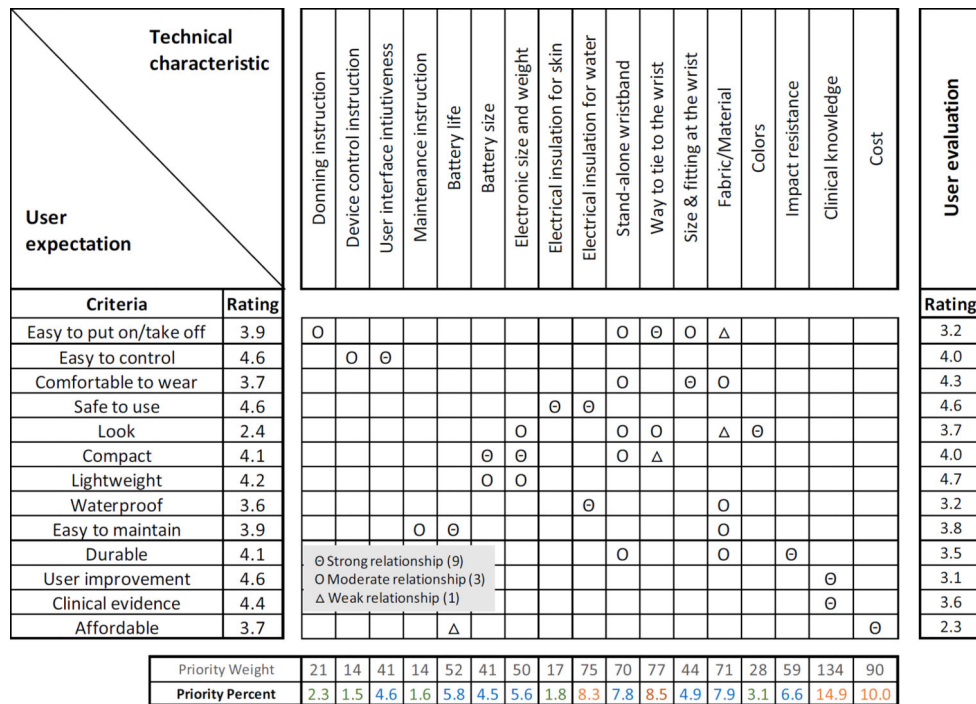 Technical
characteristic
User
expectation
Donning instruction
Device control instruction
User interface intiutiveness
Maintenance instruction
Battery life
Battery size
Electronic size and weight
Electrical insulation for skin
Electrical insulation for water
Stand-alone wristband
Way to tie to the wrist
Size & fitting at the wrist
Fabric/Material
Colors
Impact resistance
Clinical knowledge
Cost
User evaluation
Criteria Rating Rating
Easy to put on/take off 3.9 O O Θ O Δ 3.2
Easy to control 4.6 O Θ 4.0
Comfortable to wear 3.7 O Θ O 4.3
Safe to use 4.6 Θ Θ 4.6
Look 2.4 O O O Δ Θ 3.7
Compact 4.1 Θ Θ O Δ 4.0
Lightweight 4.2 O O 4.7
Waterproof 3.6 Θ O 3.2
Easy to maintain 3.9 O Θ O 3.8
Durable 4.1 O O Θ 3.5
User improvement 4.6 Θ 3.1
Clinical evidence 4.4 Θ 3.6
Affordable 3.7 Δ Θ 2.3
Θ Strong relationship (9)
O Moderate relationship (3)
Δ Weak relationship (1)
Priority Weight 21 14 41 14 52 41 50 17 75 70 77 44 71 28 59 134 90
Priority Percent 2.3 1.5 4.6 1.6 5.8 4.5 5.6 1.8 8.3 7.8 8.5 4.9 7.9 3.1 6.6 14.9 10.0